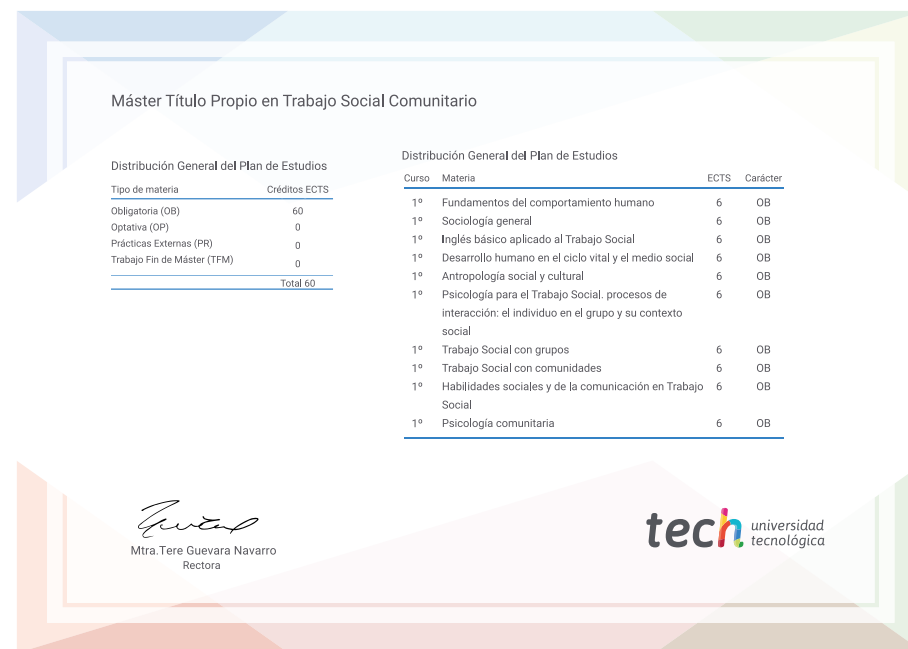 Máster Título Propio en Trabajo Social Comunitario
Distribución General del Plan de Estudios
Tipo de materia Créditos ECTS
Obligatoria (OB) 60
Optativa (OP) 0
Prácticas Externas (PR) 0
Trabajo Fin de Máster (TFM) 0
Total 60
Distribución General del Plan de Estudios
Curso Materia ECTS Carácter
1º Fundamentos del comportamiento humano 6 OB
1º Sociología general 6 OB
1º Inglés básico aplicado al Trabajo Social 6 OB
1º Desarrollo humano en el ciclo vital y el medio social 6 OB
1º Antropología social y cultural 6 OB
1º Psicología para el Trabajo Social. procesos de 6 OB
interacción: el individuo en el grupo y su contexto
social
1º Trabajo Social con grupos 6 OB
1º Trabajo Social con comunidades 6 OB
1º Habilidades sociales y de la comunicación en Trabajo 6 OB
Social
1º Psicología comunitaria 6 OB
Mtra.Tere Guevara Navarro
Rectora
tech universidad
tecnológica